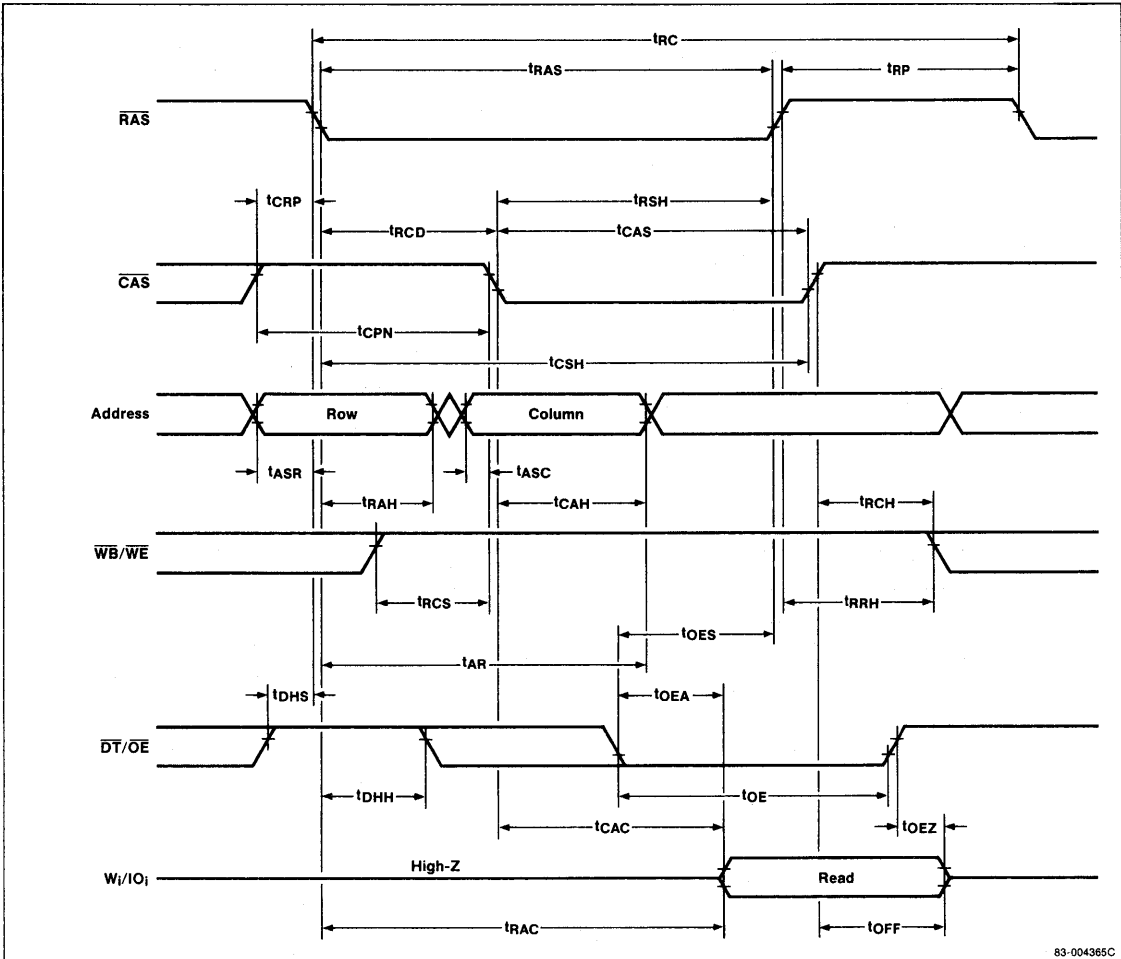 tRC
tRAS
tRP
RAS
tCRP
tRSH
tRCD
tCAS
CAS
tCPN
tCSH
Address
Row
Column
tASR
tASC
tRAH
tCAH
tRCH
WB/WE
tRCS
tRRH
tOES
tAR
tDHS
tOEA
DT/OE
tDHH
tOE
tCAC
tOEZ
High-Z
Wi/IOi
Read
tRAC
tOFF
83-004365C